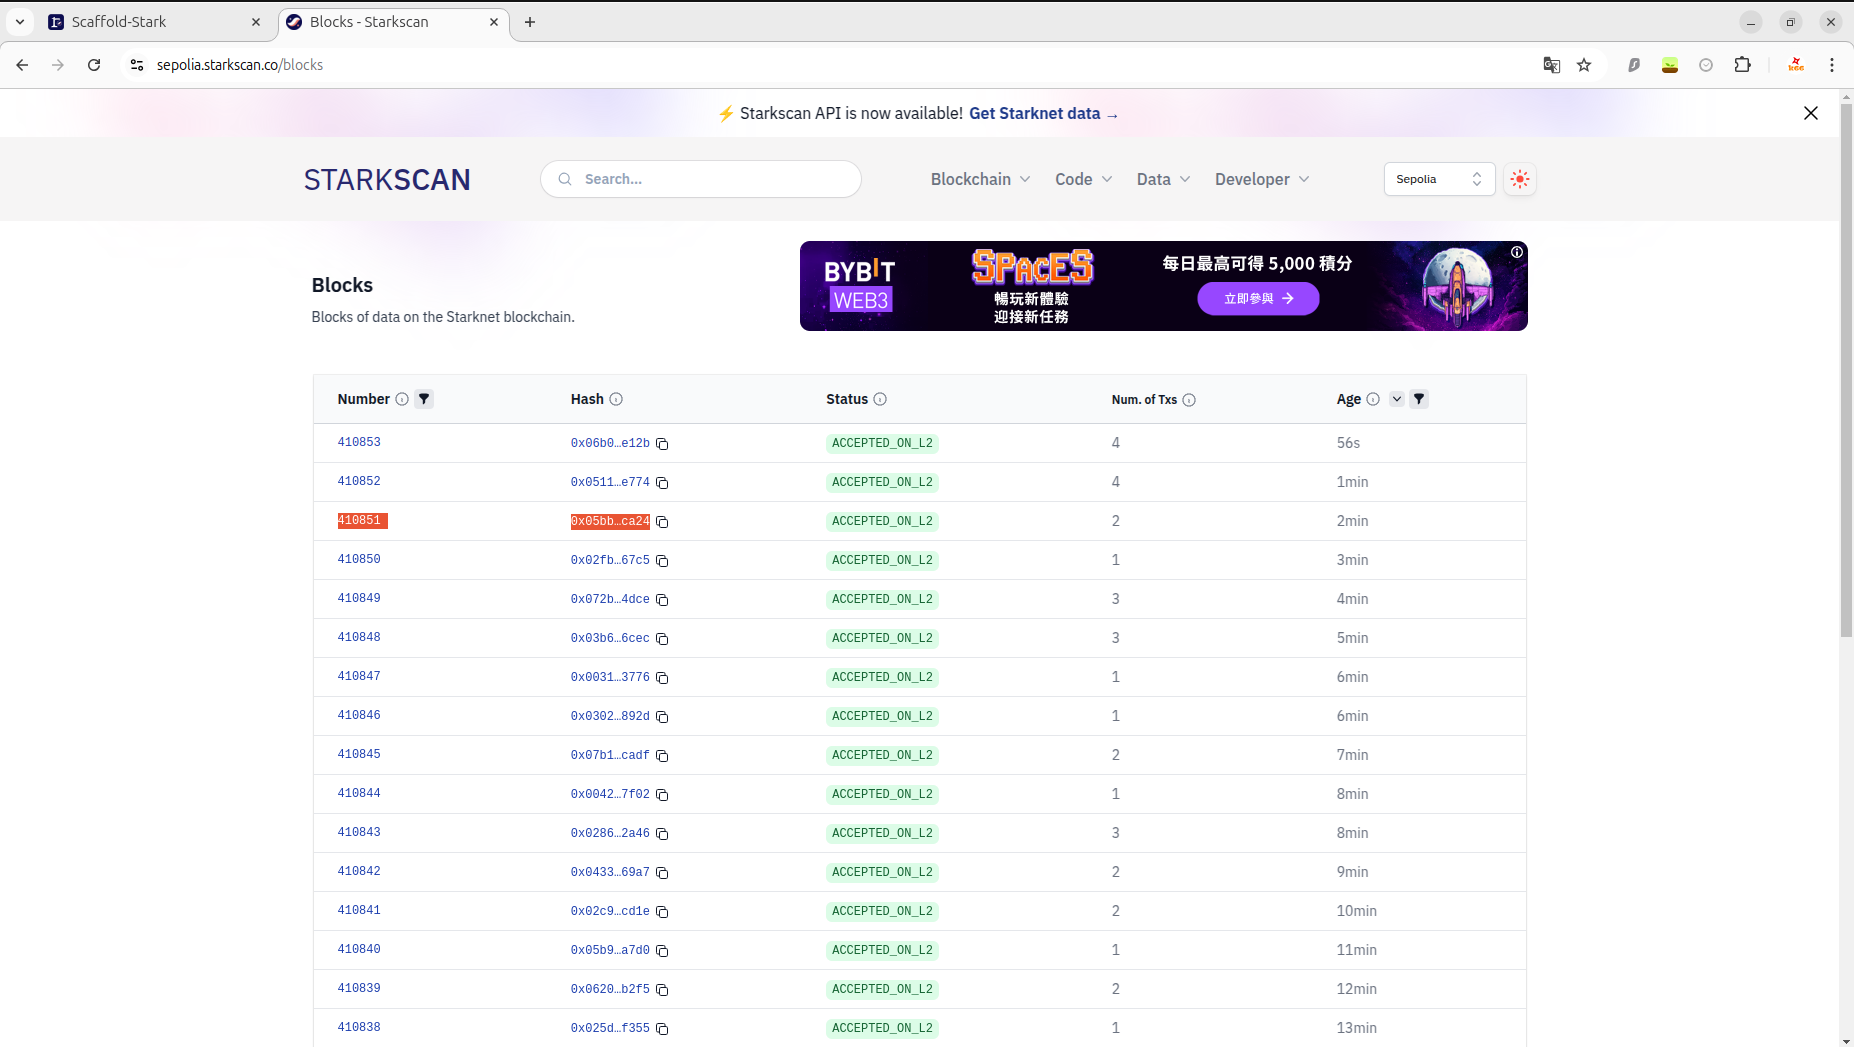 Scaffold-Stark
Blocks - Starkscan
sepolia.starkscan.co/blocks
⚡ Starkscan API is now available! Get Starknet data →
STARKSCAN
Search...
Blockchain
Code
Data
Developer
Sepolia
BYBIT
WEB3
SPACES
暢玩新體驗
迎接新任務
每日最高可得 5,000 積分
立即參與 →
Blocks
Blocks of data on the Starknet blockchain.
Number Hash Status Num. of Txs Age
410853 0x06b0…e12b ACCEPTED_ON_L2 4 56s
410852 0x0511…e774 ACCEPTED_ON_L2 4 1min
410851 0x05bb…ca24 ACCEPTED_ON_L2 2 2min
410850 0x02fb…67c5 ACCEPTED_ON_L2 1 3min
410849 0x072b…4dce ACCEPTED_ON_L2 3 4min
410848 0x03b6…6cec ACCEPTED_ON_L2 3 5min
410847 0x0031…3776 ACCEPTED_ON_L2 1 6min
410846 0x0302…892d ACCEPTED_ON_L2 1 6min
410845 0x07b1…cadf ACCEPTED_ON_L2 2 7min
410844 0x0042…7f02 ACCEPTED_ON_L2 1 8min
410843 0x0286…2a46 ACCEPTED_ON_L2 3 8min
410842 0x0433…69a7 ACCEPTED_ON_L2 2 9min
410841 0x02c9…cd1e ACCEPTED_ON_L2 2 10min
410840 0x05b9…a7d0 ACCEPTED_ON_L2 1 11min
410839 0x0620…b2f5 ACCEPTED_ON_L2 2 12min
410838 0x025d…f355 ACCEPTED_ON_L2 1 13min